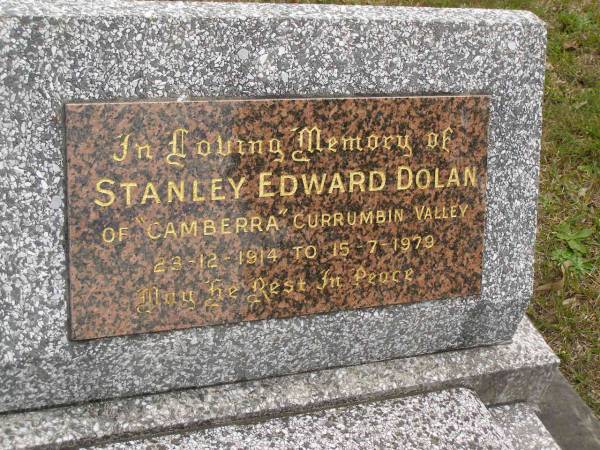 In Loving Memory of
STANLEY EDWARD DOLAN
OF "CAMBERRA" CURRUMBIN VALLEY
23-12-1914 TO 15-7-1979
May He Rest In Peace